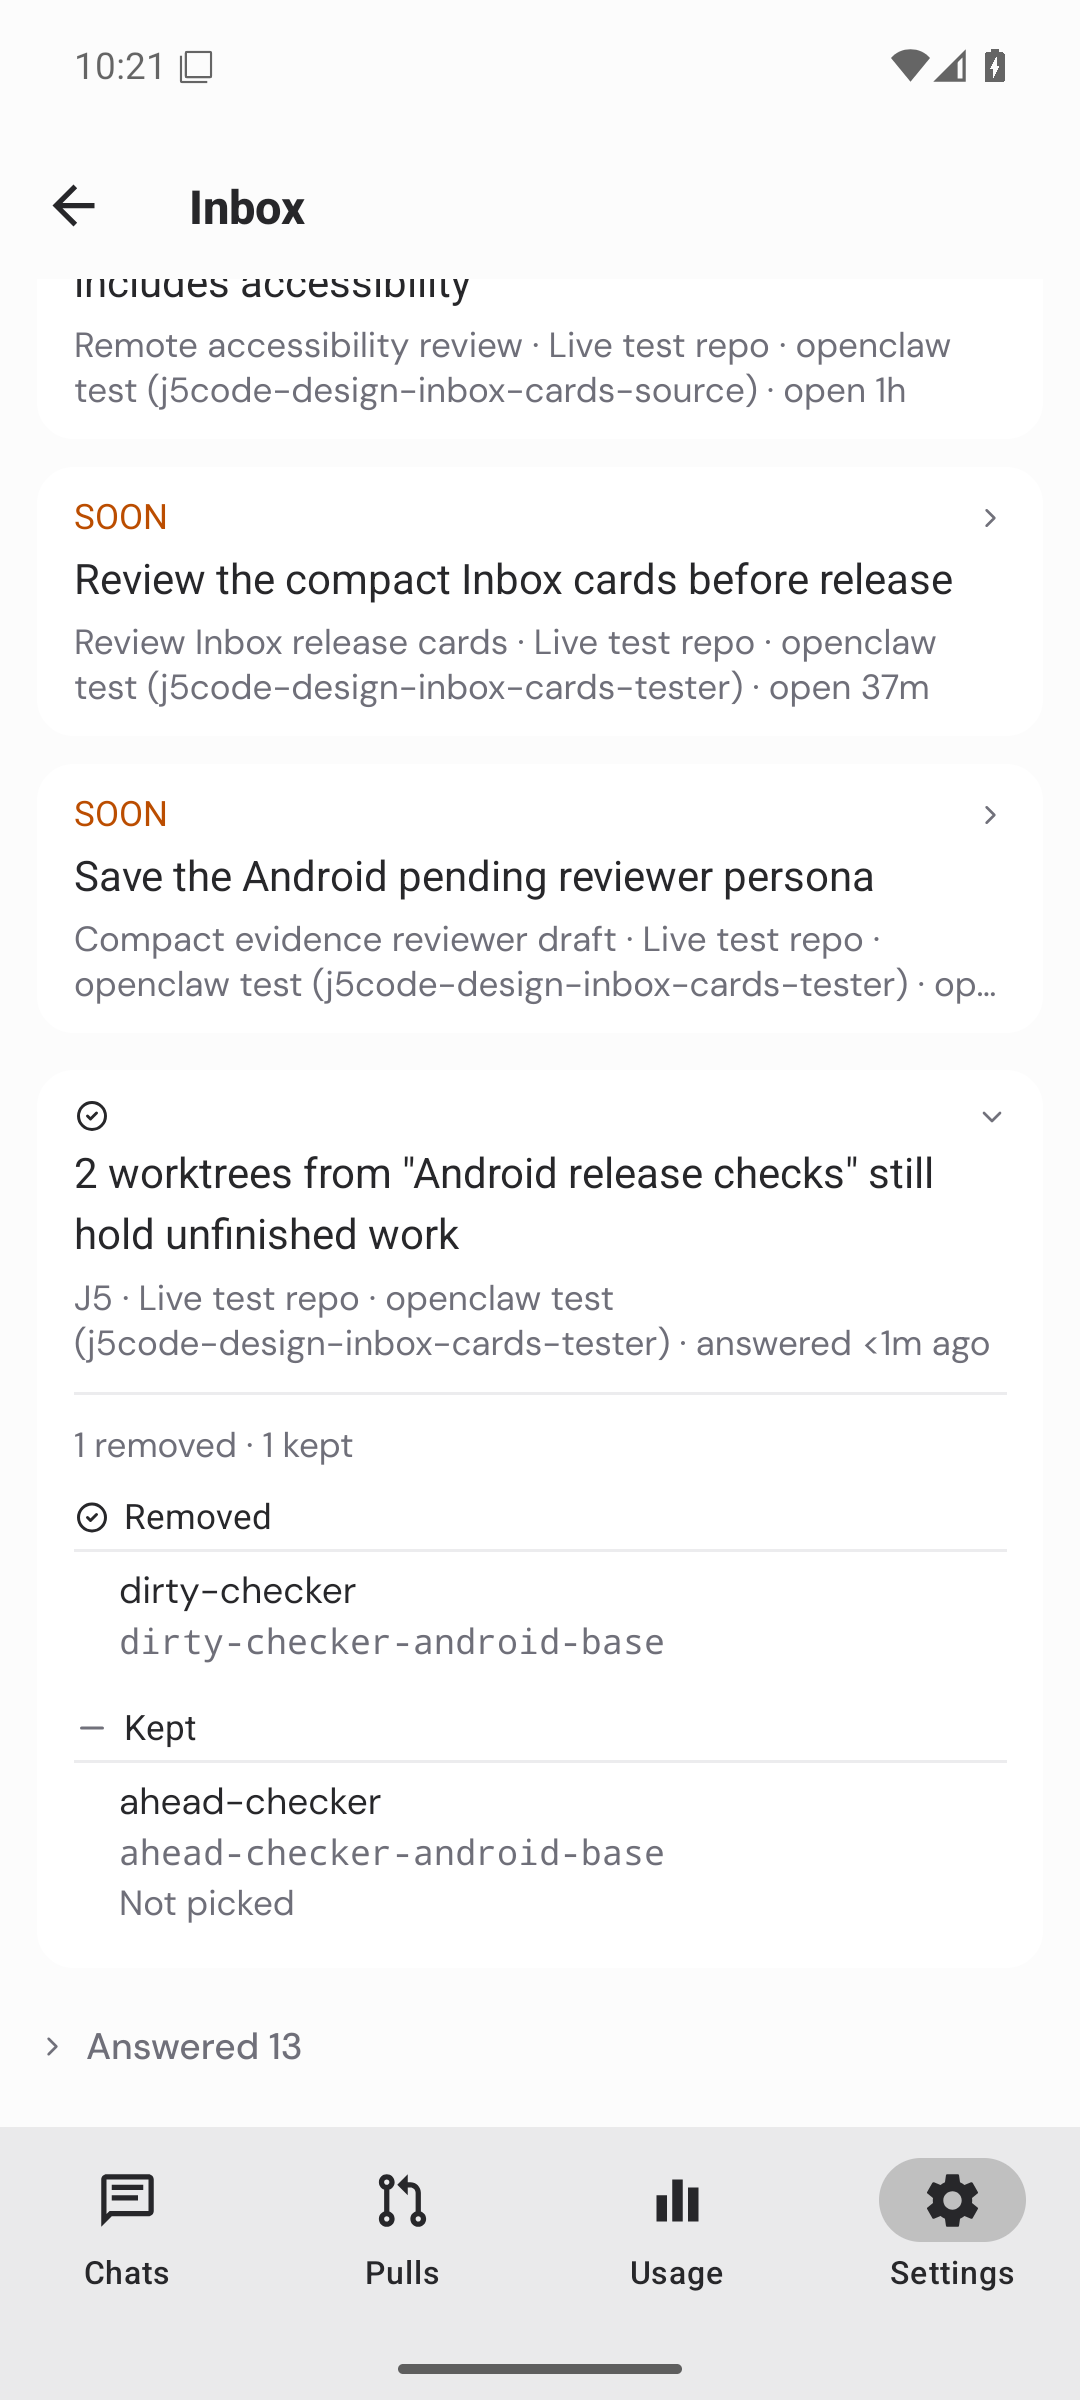 10:21
Inbox
includes accessibility
Remote accessibility review · Live test repo · openclaw
test (j5code-design-inbox-cards-source) · open 1h
SOON
Review the compact Inbox cards before release
Review Inbox release cards · Live test repo · openclaw
test (j5code-design-inbox-cards-tester) · open 37m
SOON
Save the Android pending reviewer persona
Compact evidence reviewer draft · Live test repo ·
openclaw test (j5code-design-inbox-cards-tester) · op…
2 worktrees from "Android release checks" still
hold unfinished work
J5 · Live test repo · openclaw test
(j5code-design-inbox-cards-tester) · answered <1m ago
1 removed · 1 kept
Removed
dirty-checker
dirty-checker-android-base
Kept
ahead-checker
ahead-checker-android-base
Not picked
Answered 13
Chats
Pulls
Usage
Settings